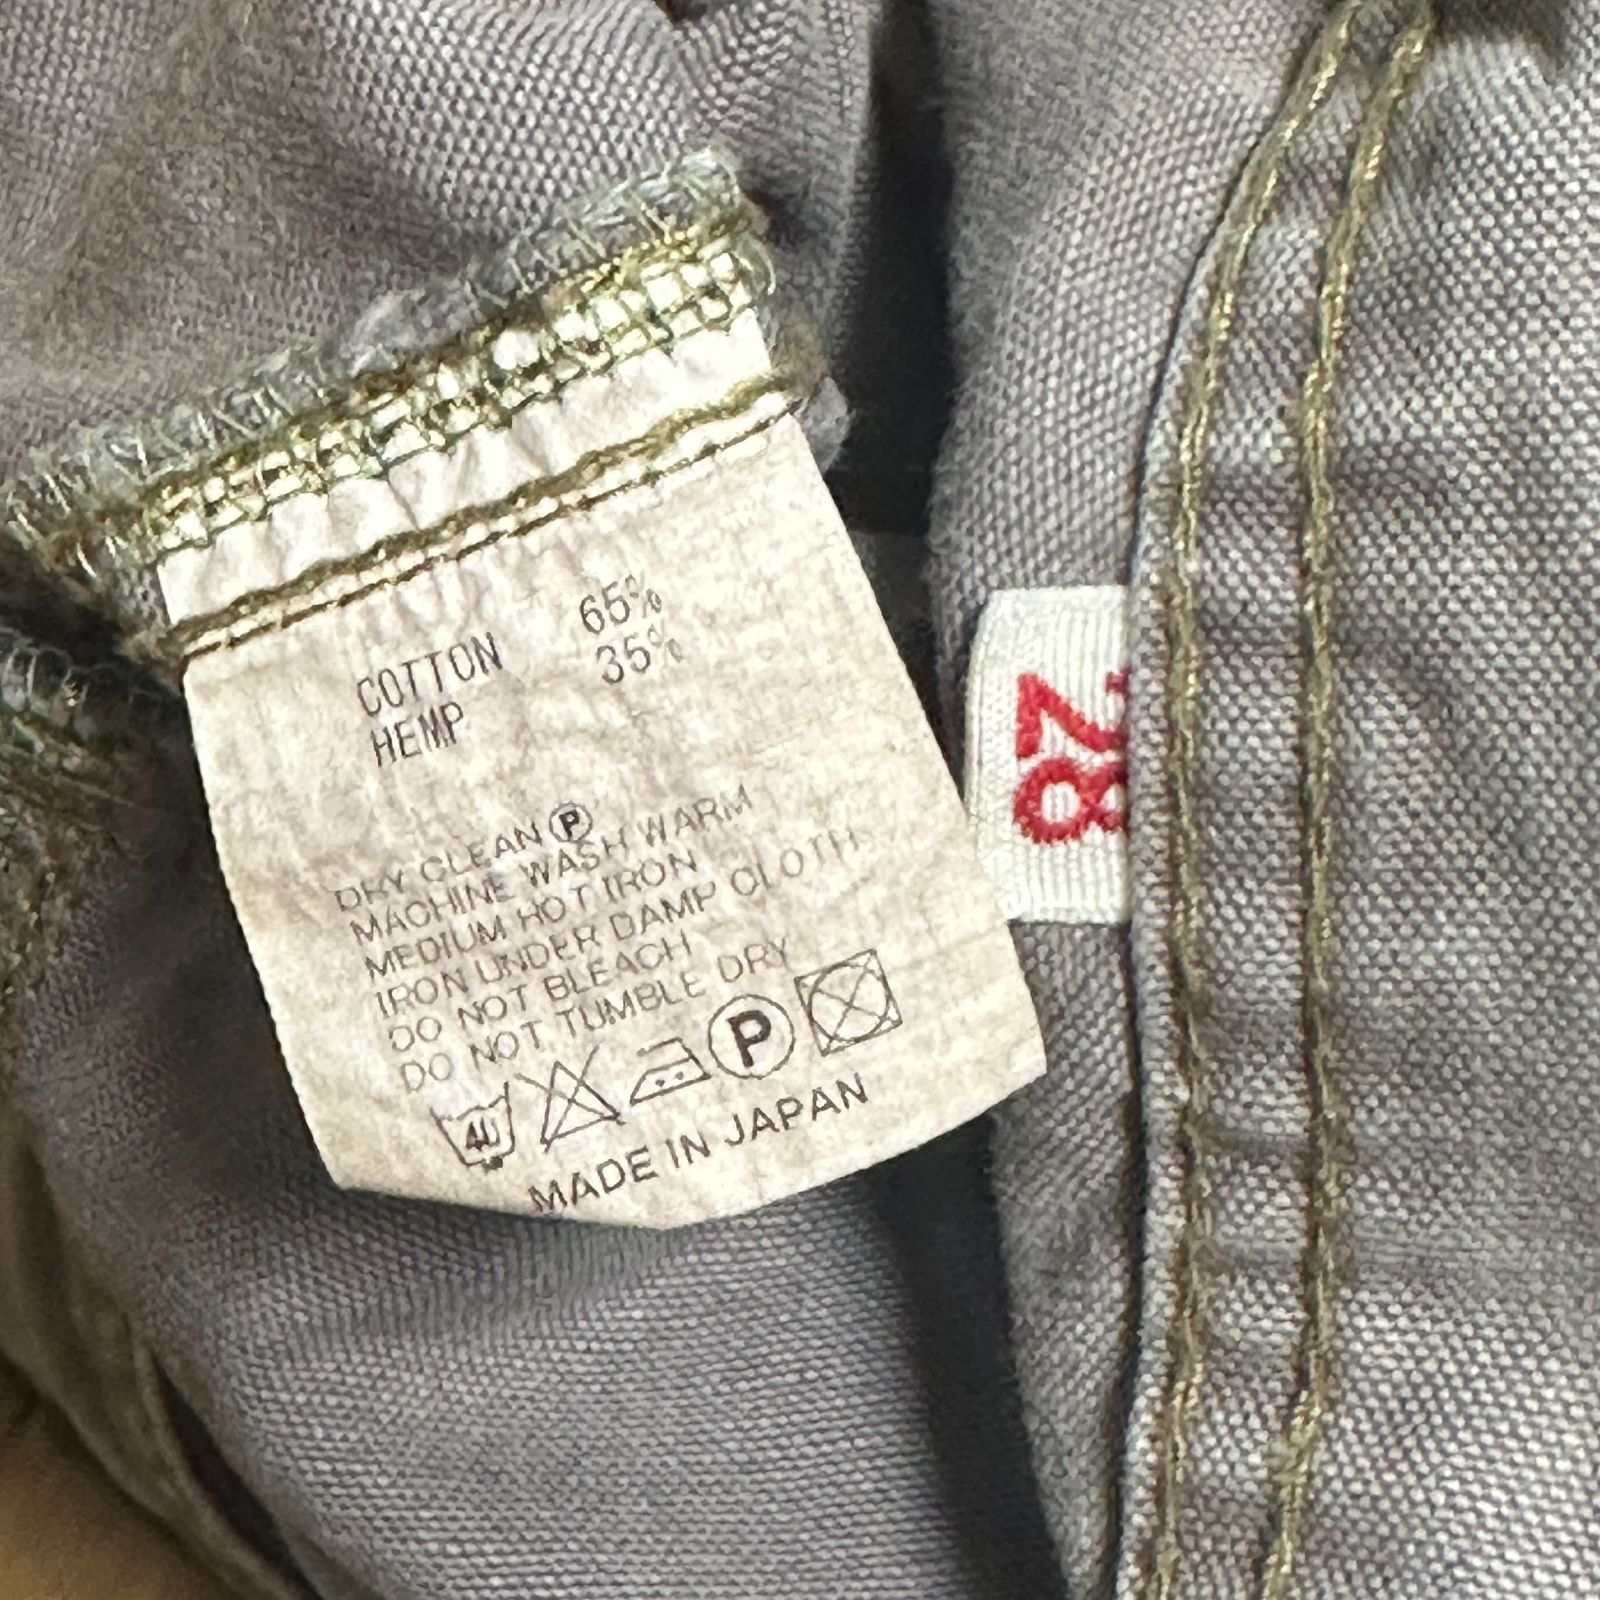 COTTON 65%
HEMP 35%
DRY CLEAN Ⓟ
MACHINE WASH WARM
MEDIUM HOT IRON
IRON UNDER DAMP CLOTH
DO NOT BLEACH
DO NOT TUMBLE DRY
40 P
MADE IN JAPAN
28